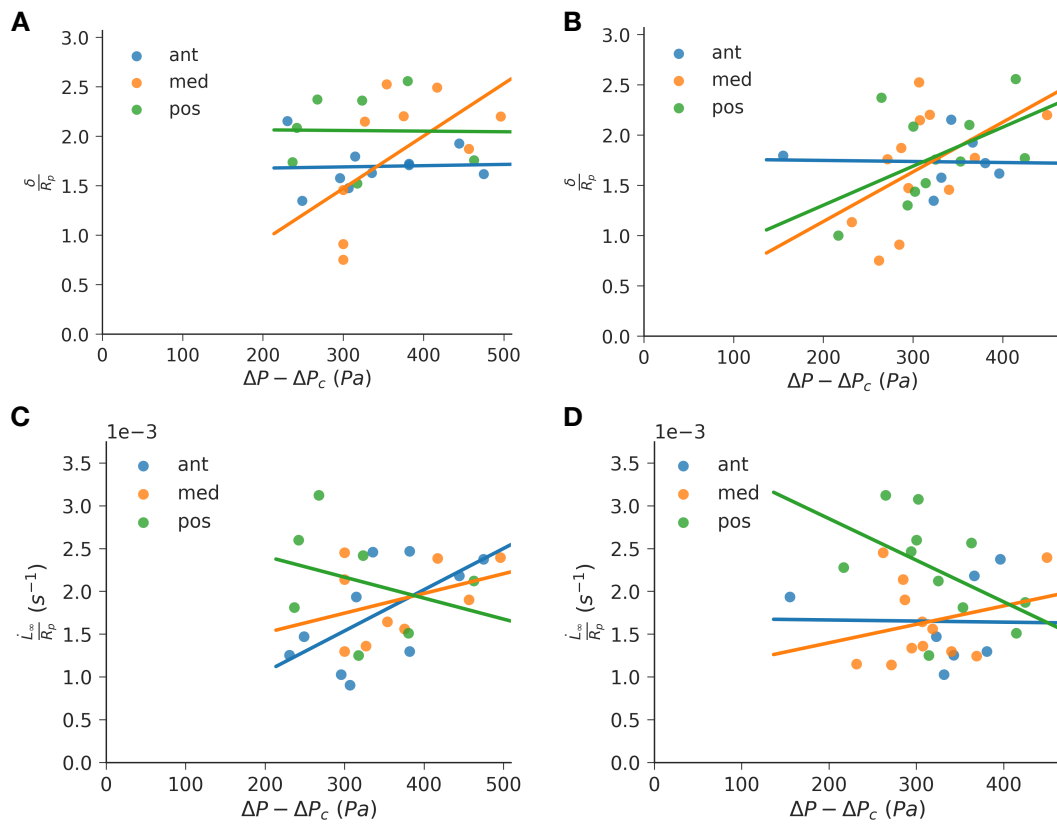 A
3.0
2.5
2.0
1.5
1.0
0.5
0.0
δ/R_p
ant
med
pos
0 100 200 300 400 500
ΔP − ΔP_c (Pa)
B
3.0
2.5
2.0
1.5
1.0
0.5
0.0
δ/R_p
ant
med
pos
0 100 200 300 400
ΔP − ΔP_c (Pa)
C
1e−3
3.5
3.0
2.5
2.0
1.5
1.0
0.5
0.0
L̇_∞/R_p (s⁻¹)
ant
med
pos
0 100 200 300 400 500
ΔP − ΔP_c (Pa)
D
1e−3
3.5
3.0
2.5
2.0
1.5
1.0
0.5
0.0
L̇_∞/R_p (s⁻¹)
ant
med
pos
0 100 200 300 400
ΔP − ΔP_c (Pa)